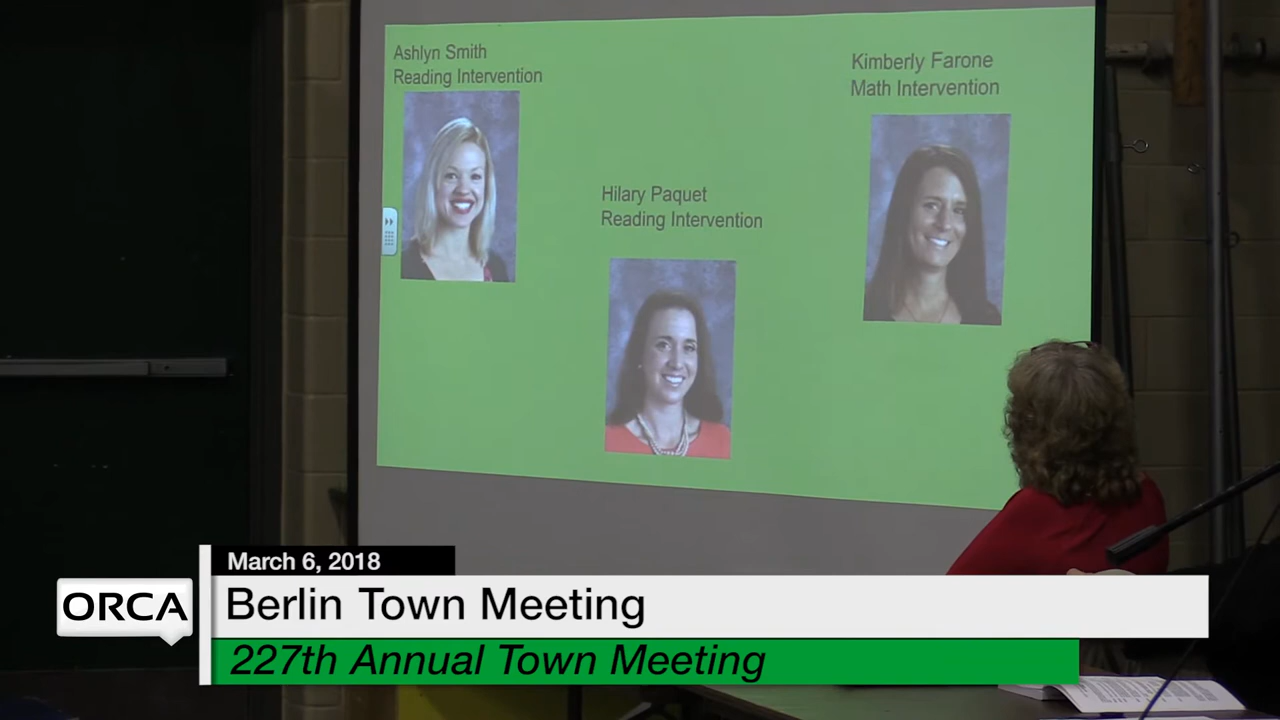 Ashlyn Smith
Reading Intervention
Kimberly Farone
Math Intervention
Hilary Paquet
Reading Intervention
March 6, 2018
ORCA
Berlin Town Meeting
227th Annual Town Meeting